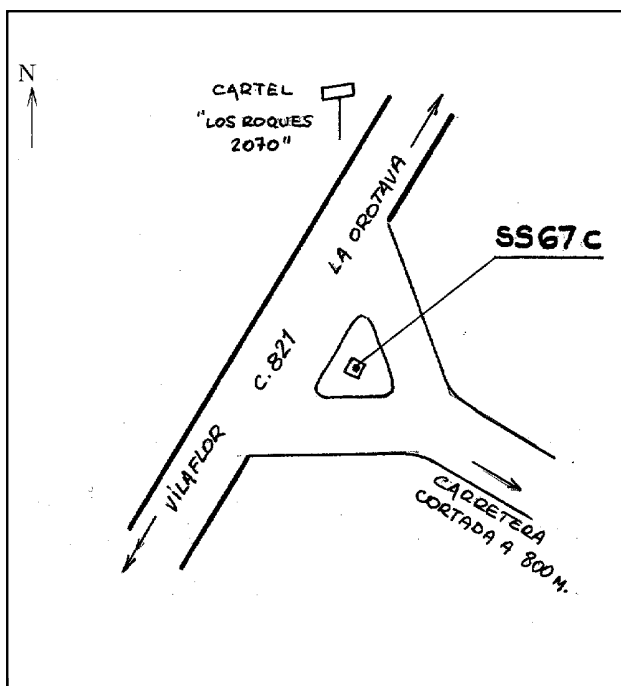 N
CARTEL
"LOS ROQUES
2070"
LA OROTAVA
SS67C
C.821
VILAFLOR
CARRETERA
CORTADA A 800 M.